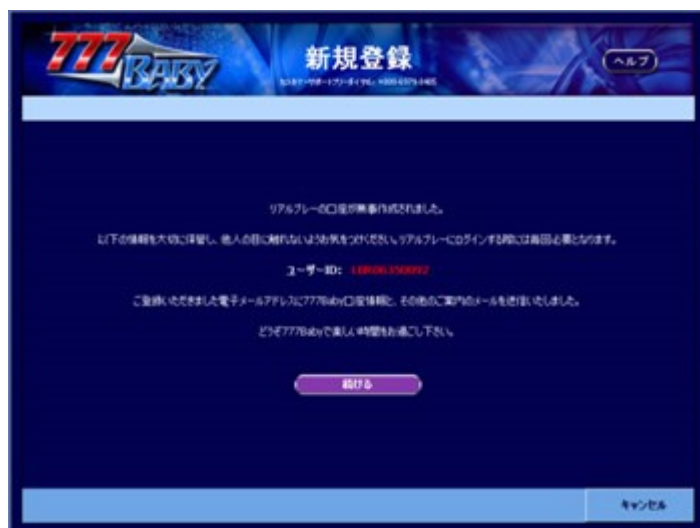 777 BABY
新規登録
ヘルプ
リアルプレーの口座が無事作成されました。
以下の情報を大切に保管し、他人の目に触れないようお気をつけください。リアルプレーにログインする際には毎回必要となります。
ユーザーID:
ご登録いただきました電子メールアドレスに777Baby口座情報と、その他のご案内のメールを送信いたしました。
どうぞ777Babyで楽しい時間をお過ごし下さい。
続ける
キャンセル